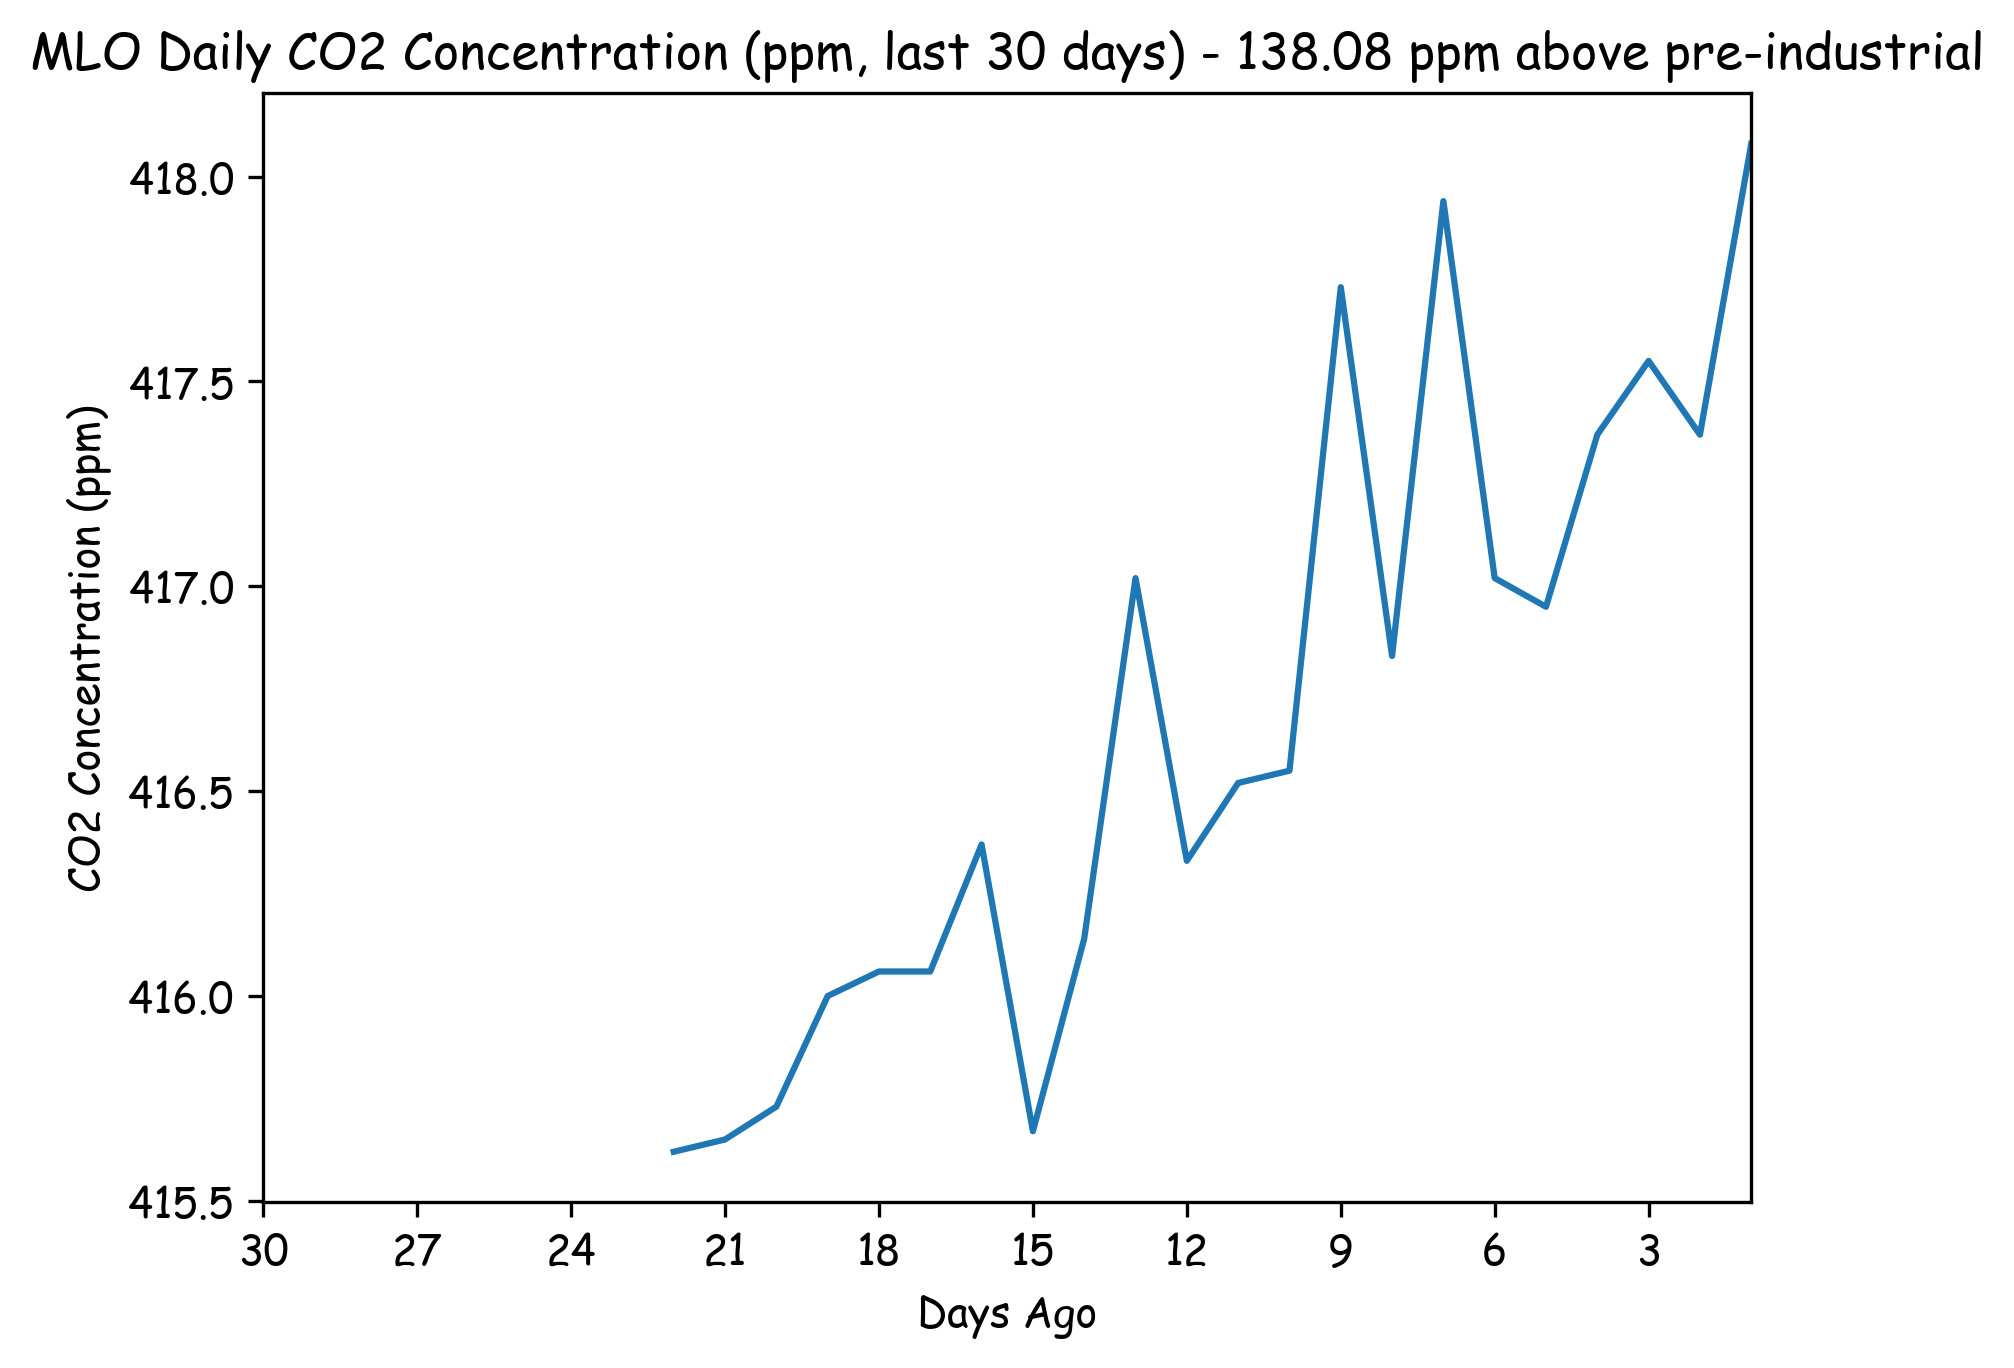 MLO Daily CO2 Concentration (ppm, last 30 days) - 138.08 ppm above pre-industrial
418.0
417.5
417.0
416.5
416.0
415.5
CO2 Concentration (ppm)
30 27 24 21 18 15 12 9 6 3
Days Ago